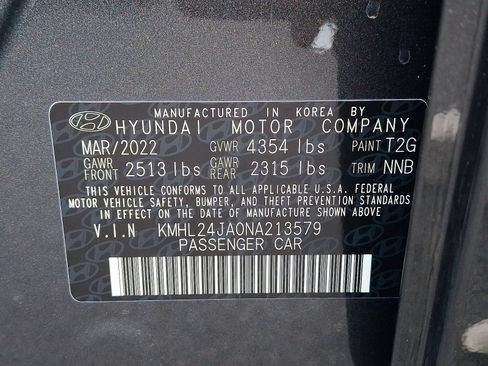 MANUFACTURED IN KOREA BY
HYUNDAI MOTOR COMPANY
MAR/2022 GVWR 4354 lbs PAINT T2G
GAWR FRONT 2513 lbs GAWR REAR 2315 lbs TRIM NNB
THIS VEHICLE CONFORMS TO ALL APPLICABLE U.S.A. FEDERAL
MOTOR VEHICLE SAFETY, BUMPER, AND THEFT PREVENTION STANDARDS
IN EFFECT ON THE DATE OF MANUFACTURE SHOWN ABOVE
V.I.N KMHL24JA0NA213579
PASSENGER CAR